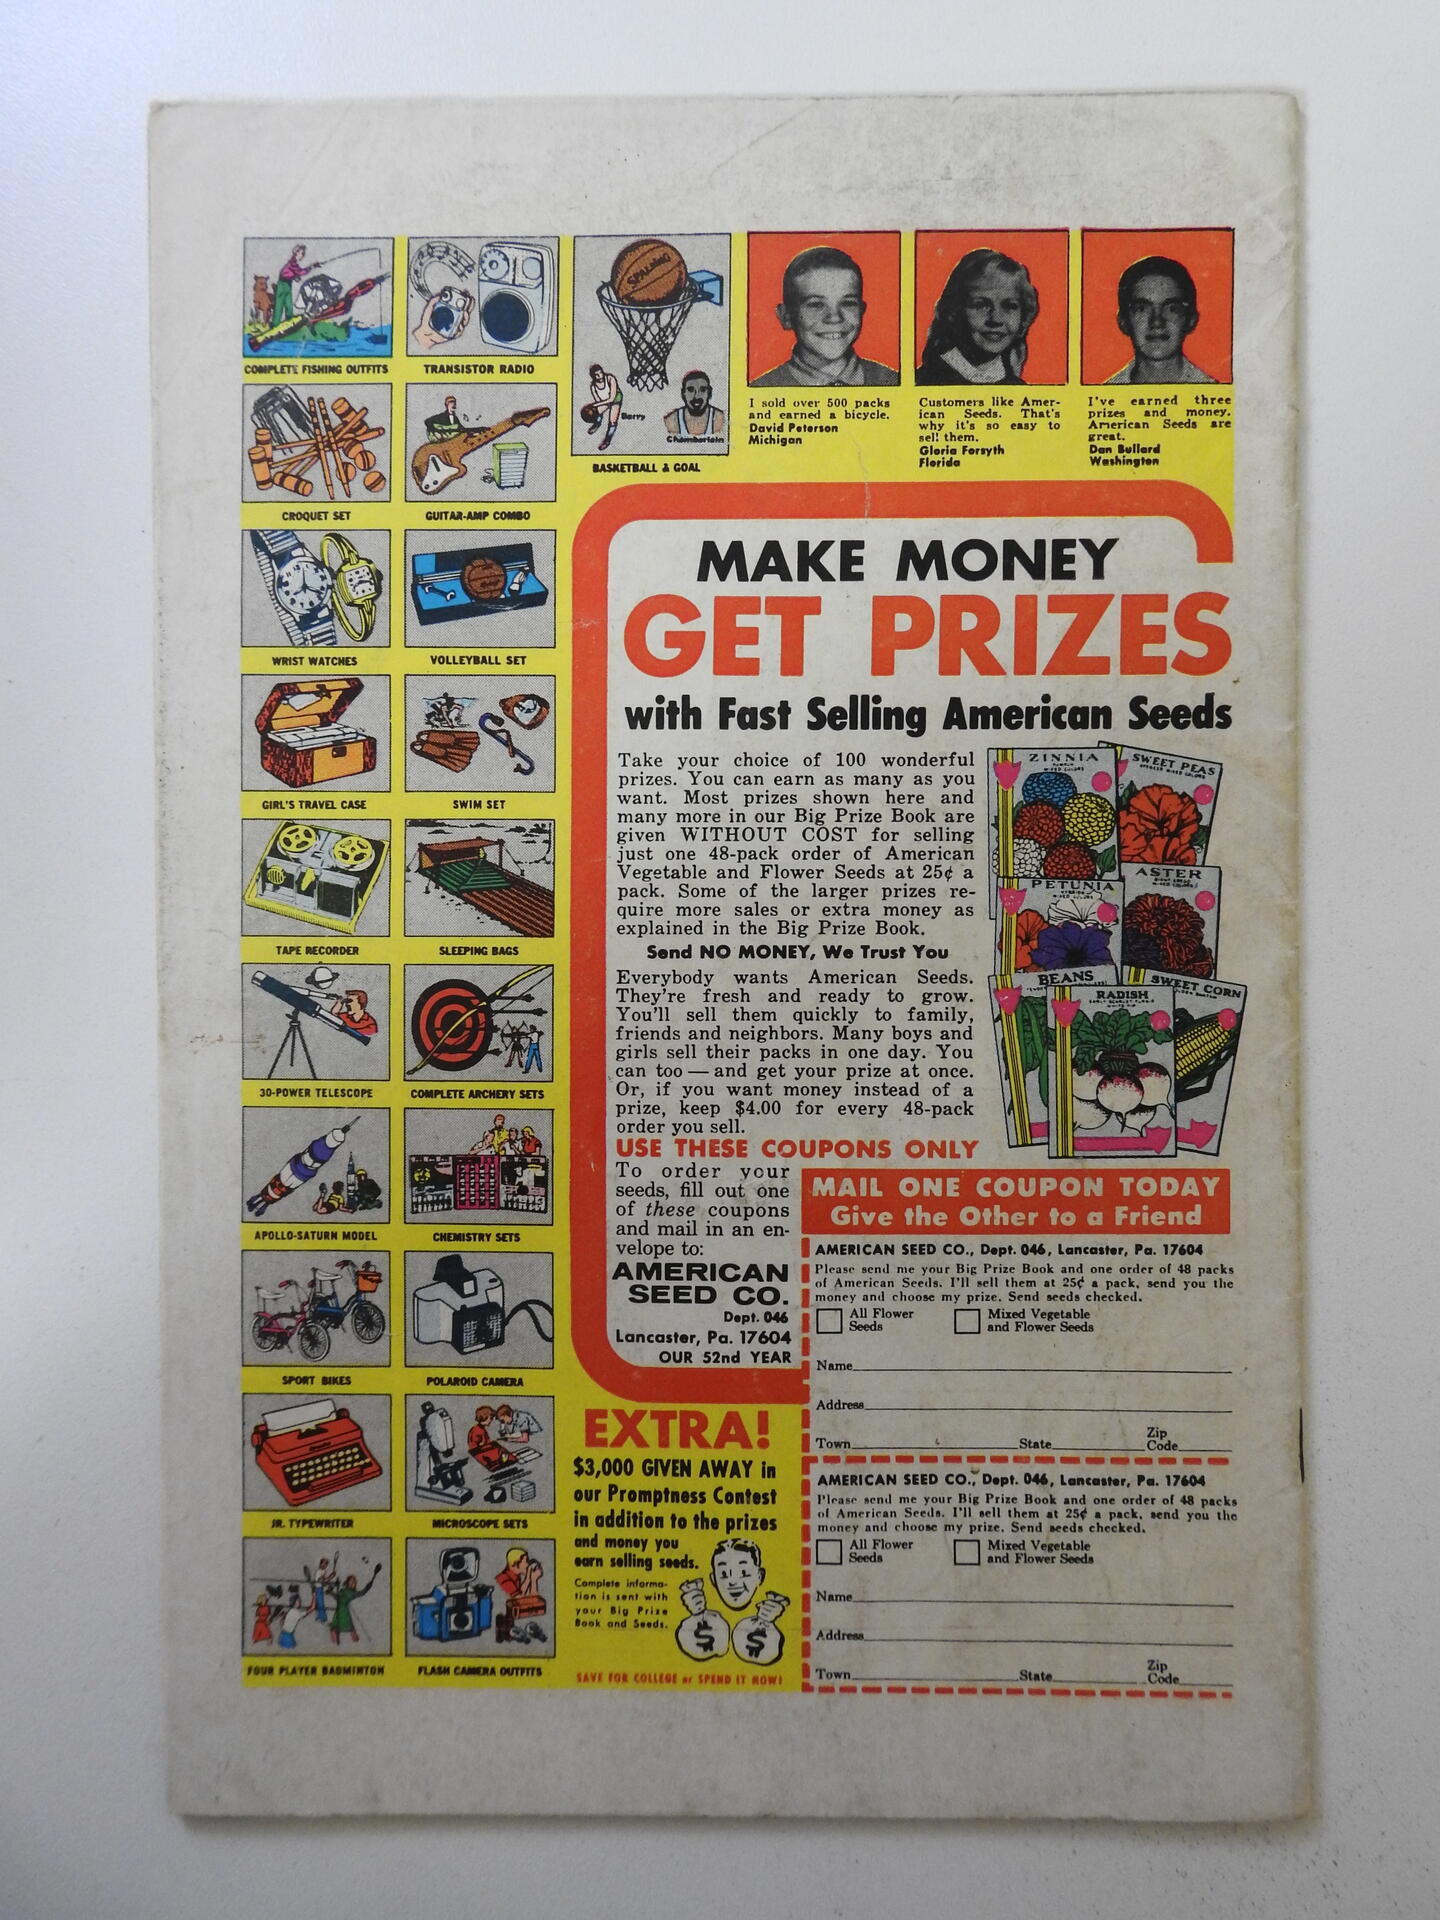 COMPLETE FISHING OUTFITS
TRANSISTOR RADIO
SPALDING
Barry
Chamberlain
BASKETBALL & GOAL
CROQUET SET
GUITAR-AMP COMBO
WRIST WATCHES
VOLLEYBALL SET
GIRL'S TRAVEL CASE
SWIM SET
TAPE RECORDER
SLEEPING BAGS
30-POWER TELESCOPE
COMPLETE ARCHERY SETS
APOLLO-SATURN MODEL
CHEMISTRY SETS
SPORT BIKES
POLAROID CAMERA
JR. TYPEWRITER
MICROSCOPE SETS
FOUR PLAYER BADMINTON
FLASH CAMERA OUTFITS
I sold over 500 packs
and earned a bicycle.
David Peterson
Michigan
Customers like Amer-
ican Seeds. That's
why it's so easy to
sell them.
Gloria Forsyth
Florida
I've earned three
prizes and money.
American Seeds are
great.
Dan Bullard
Washington
MAKE MONEY
GET PRIZES
with Fast Selling American Seeds
Take your choice of 100 wonderful
prizes. You can earn as many as you
want. Most prizes shown here and
many more in our Big Prize Book are
given WITHOUT COST for selling
just one 48-pack order of American
Vegetable and Flower Seeds at 25¢ a
pack. Some of the larger prizes re-
quire more sales or extra money as
explained in the Big Prize Book.
Send NO MONEY, We Trust You
Everybody wants American Seeds.
They're fresh and ready to grow.
You'll sell them quickly to family,
friends and neighbors. Many boys and
girls sell their packs in one day. You
can too — and get your prize at once.
Or, if you want money instead of a
prize, keep $4.00 for every 48-pack
order you sell.
ZINNIA
MIXED COLORS
SWEET PEAS
MIXED COLORS
PETUNIA
MIXED COLORS
ASTER
MIXED COLORS
BEANS
RADISH
SWEET CORN
USE THESE COUPONS ONLY
To order your
seeds, fill out one
of these coupons
and mail in an en-
velope to:
AMERICAN
SEED CO.
Dept. 046
Lancaster, Pa. 17604
OUR 52nd YEAR
MAIL ONE COUPON TODAY
Give the Other to a Friend
AMERICAN SEED CO., Dept. 046, Lancaster, Pa. 17604
Please send me your Big Prize Book and one order of 48 packs
of American Seeds. I'll sell them at 25¢ a pack, send you the
money and choose my prize. Send seeds checked.
All Flower
Seeds
Mixed Vegetable
and Flower Seeds
Name
Address
Town State Zip
Code
AMERICAN SEED CO., Dept. 046, Lancaster, Pa. 17604
Please send me your Big Prize Book and one order of 48 packs
of American Seeds. I'll sell them at 25¢ a pack, send you the
money and choose my prize. Send seeds checked.
All Flower
Seeds
Mixed Vegetable
and Flower Seeds
Name
Address
Town State Zip
Code
EXTRA!
$3,000 GIVEN AWAY in
our Promptness Contest
in addition to the prizes
and money you
earn selling seeds.
Complete informa-
tion is sent with
your Big Prize
Book and Seeds.
$ $
SAVE FOR COLLEGE or SPEND IT NOW!